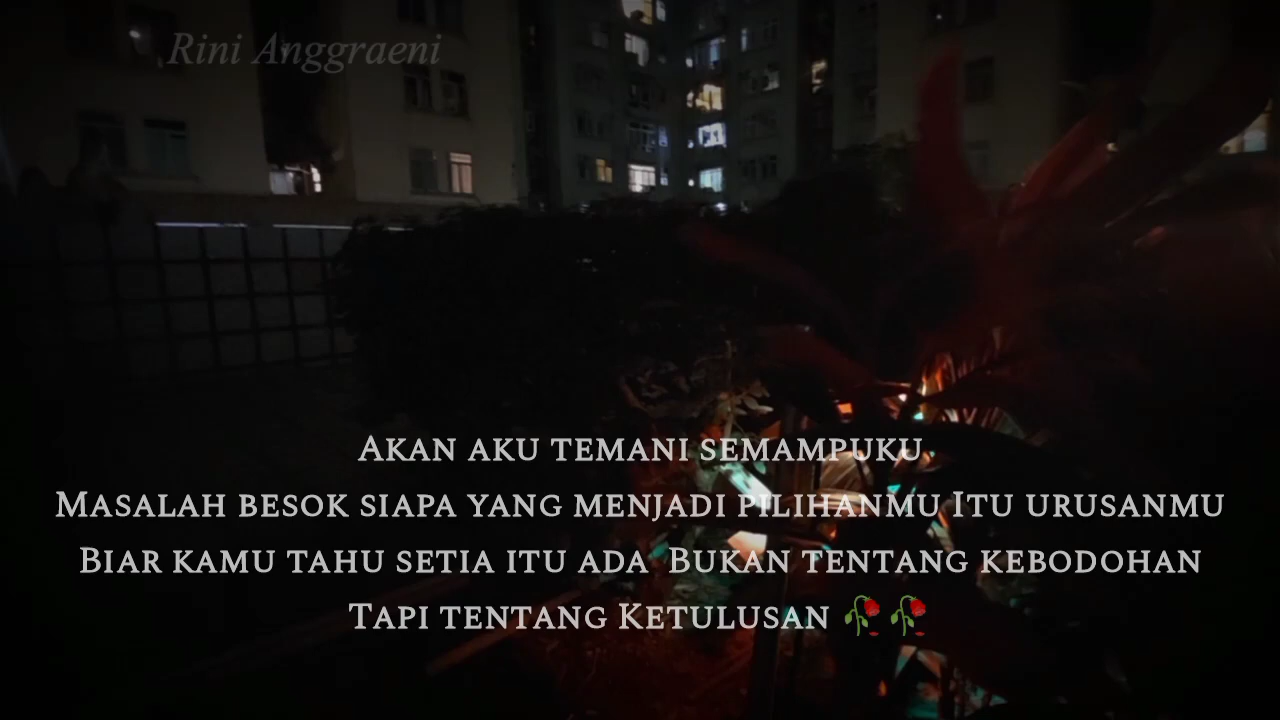 Rini Anggraeni
Akan aku temani semampuku
Masalah besok siapa yang menjadi pilihanmu Itu urusanmu
Biar kamu tahu setia itu ada Bukan tentang kebodohan
Tapi tentang Ketulusan 🥀🥀